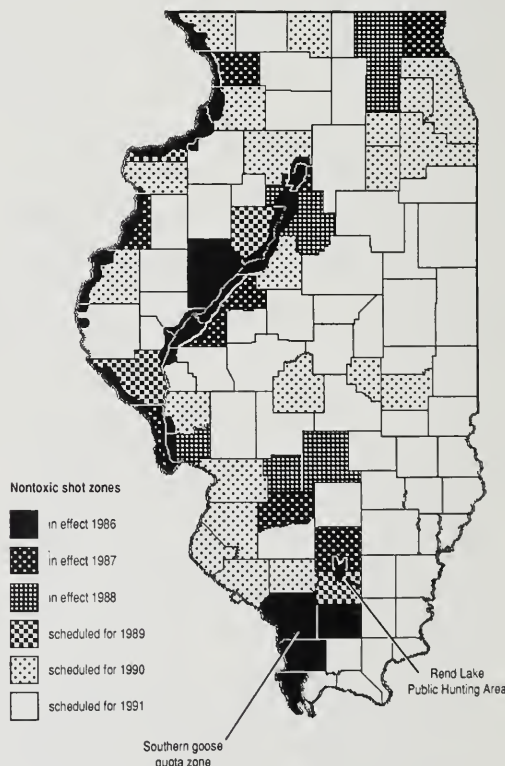 Nontoxic shot zones
in effect 1986
in effect 1987
in effect 1988
scheduled for 1989
scheduled for 1990
scheduled for 1991
Rend Lake
Public Hunting Area
Southern goose
quota zone